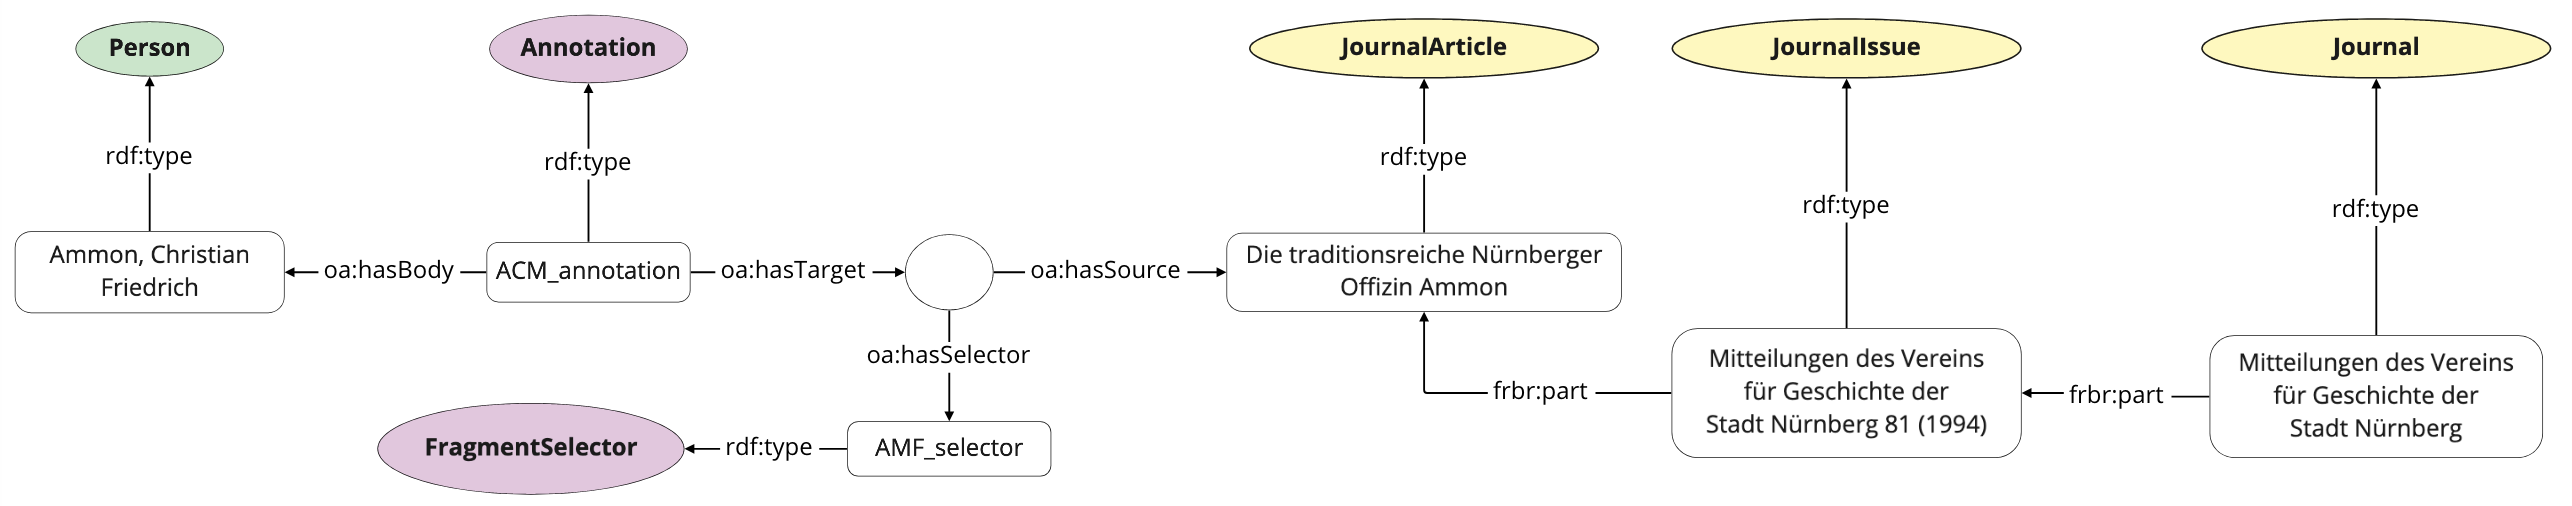 Person
Annotation
JournalArticle
JournalIssue
Journal
rdf:type
rdf:type
rdf:type
rdf:type
rdf:type
Ammon, Christian
Friedrich
oa:hasBody
ACM_annotation
oa:hasTarget
oa:hasSource
Die traditionsreiche Nürnberger
Offizin Ammon
oa:hasSelector
frbr:part
Mitteilungen des Vereins
für Geschichte der
Stadt Nürnberg 81 (1994)
frbr:part
Mitteilungen des Vereins
für Geschichte der
Stadt Nürnberg
FragmentSelector
rdf:type
AMF_selector